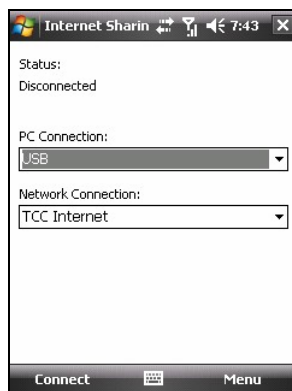 Internet Sharin 7:43
Status:
Disconnected
PC Connection:
USB
Network Connection:
TCC Internet
Connect Menu